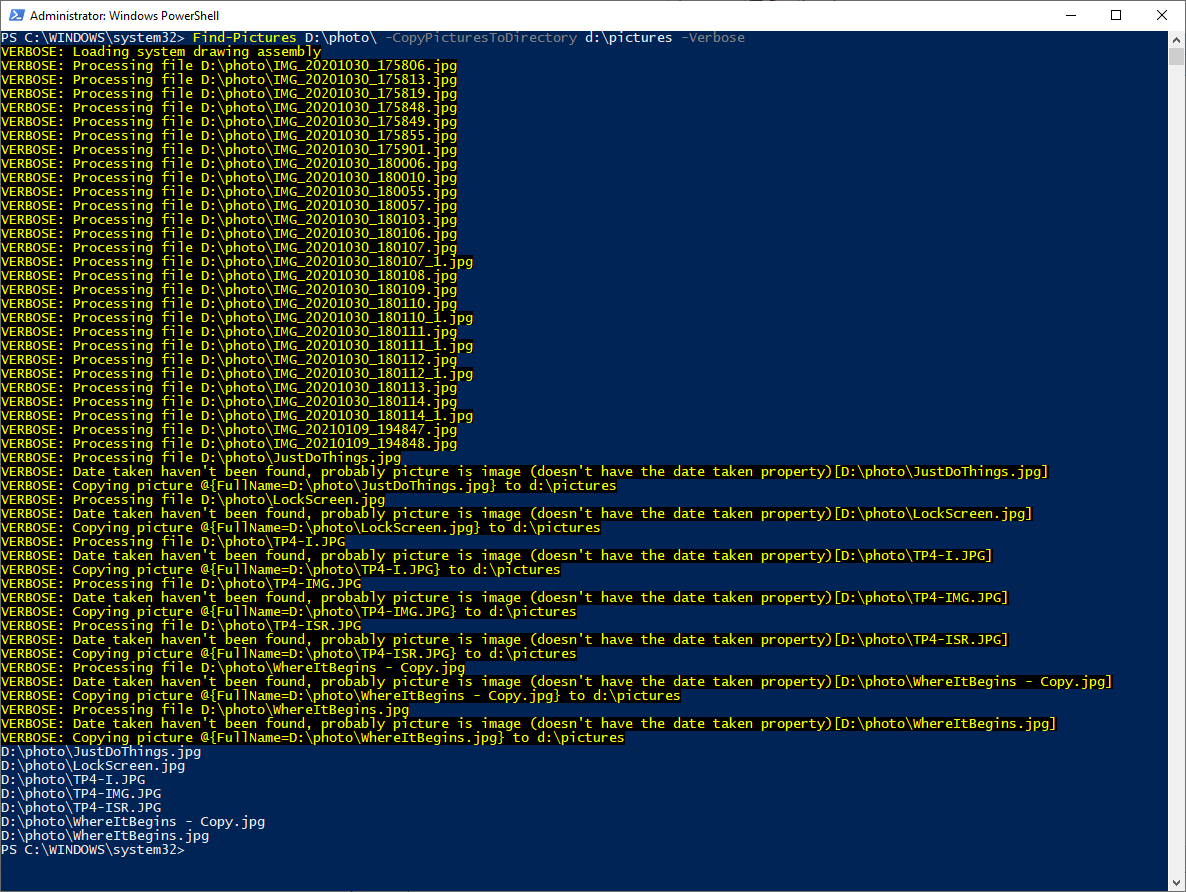 Administrator: Windows PowerShell
PS C:\WINDOWS\system32> Find-Pictures D:\photo\ -CopyPicturesToDirectory d:\pictures -Verbose
VERBOSE: Loading system drawing assembly
VERBOSE: Processing file D:\photo\IMG_20201030_175806.jpg
VERBOSE: Processing file D:\photo\IMG_20201030_175813.jpg
VERBOSE: Processing file D:\photo\IMG_20201030_175819.jpg
VERBOSE: Processing file D:\photo\IMG_20201030_175848.jpg
VERBOSE: Processing file D:\photo\IMG_20201030_175849.jpg
VERBOSE: Processing file D:\photo\IMG_20201030_175855.jpg
VERBOSE: Processing file D:\photo\IMG_20201030_175901.jpg
VERBOSE: Processing file D:\photo\IMG_20201030_180006.jpg
VERBOSE: Processing file D:\photo\IMG_20201030_180010.jpg
VERBOSE: Processing file D:\photo\IMG_20201030_180055.jpg
VERBOSE: Processing file D:\photo\IMG_20201030_180057.jpg
VERBOSE: Processing file D:\photo\IMG_20201030_180103.jpg
VERBOSE: Processing file D:\photo\IMG_20201030_180106.jpg
VERBOSE: Processing file D:\photo\IMG_20201030_180107.jpg
VERBOSE: Processing file D:\photo\IMG_20201030_180107_1.jpg
VERBOSE: Processing file D:\photo\IMG_20201030_180108.jpg
VERBOSE: Processing file D:\photo\IMG_20201030_180109.jpg
VERBOSE: Processing file D:\photo\IMG_20201030_180110.jpg
VERBOSE: Processing file D:\photo\IMG_20201030_180110_1.jpg
VERBOSE: Processing file D:\photo\IMG_20201030_180111.jpg
VERBOSE: Processing file D:\photo\IMG_20201030_180111_1.jpg
VERBOSE: Processing file D:\photo\IMG_20201030_180112.jpg
VERBOSE: Processing file D:\photo\IMG_20201030_180112_1.jpg
VERBOSE: Processing file D:\photo\IMG_20201030_180113.jpg
VERBOSE: Processing file D:\photo\IMG_20201030_180114.jpg
VERBOSE: Processing file D:\photo\IMG_20201030_180114_1.jpg
VERBOSE: Processing file D:\photo\IMG_20210109_194847.jpg
VERBOSE: Processing file D:\photo\IMG_20210109_194848.jpg
VERBOSE: Processing file D:\photo\JustDoThings.jpg
VERBOSE: Date taken haven't been found, probably picture is image (doesn't have the date taken property)[D:\photo\JustDoThings.jpg]
VERBOSE: Copying picture @{FullName=D:\photo\JustDoThings.jpg} to d:\pictures
VERBOSE: Processing file D:\photo\LockScreen.jpg
VERBOSE: Date taken haven't been found, probably picture is image (doesn't have the date taken property)[D:\photo\LockScreen.jpg]
VERBOSE: Copying picture @{FullName=D:\photo\LockScreen.jpg} to d:\pictures
VERBOSE: Processing file D:\photo\TP4-I.JPG
VERBOSE: Date taken haven't been found, probably picture is image (doesn't have the date taken property)[D:\photo\TP4-I.JPG]
VERBOSE: Copying picture @{FullName=D:\photo\TP4-I.JPG} to d:\pictures
VERBOSE: Processing file D:\photo\TP4-IMG.JPG
VERBOSE: Date taken haven't been found, probably picture is image (doesn't have the date taken property)[D:\photo\TP4-IMG.JPG]
VERBOSE: Copying picture @{FullName=D:\photo\TP4-IMG.JPG} to d:\pictures
VERBOSE: Processing file D:\photo\TP4-ISR.JPG
VERBOSE: Date taken haven't been found, probably picture is image (doesn't have the date taken property)[D:\photo\TP4-ISR.JPG]
VERBOSE: Copying picture @{FullName=D:\photo\TP4-ISR.JPG} to d:\pictures
VERBOSE: Processing file D:\photo\WhereItBegins - Copy.jpg
VERBOSE: Date taken haven't been found, probably picture is image (doesn't have the date taken property)[D:\photo\WhereItBegins - Copy.jpg]
VERBOSE: Copying picture @{FullName=D:\photo\WhereItBegins - Copy.jpg} to d:\pictures
VERBOSE: Processing file D:\photo\WhereItBegins.jpg
VERBOSE: Date taken haven't been found, probably picture is image (doesn't have the date taken property)[D:\photo\WhereItBegins.jpg]
VERBOSE: Copying picture @{FullName=D:\photo\WhereItBegins.jpg} to d:\pictures
D:\photo\JustDoThings.jpg
D:\photo\LockScreen.jpg
D:\photo\TP4-I.JPG
D:\photo\TP4-IMG.JPG
D:\photo\TP4-ISR.JPG
D:\photo\WhereItBegins - Copy.jpg
D:\photo\WhereItBegins.jpg
PS C:\WINDOWS\system32>